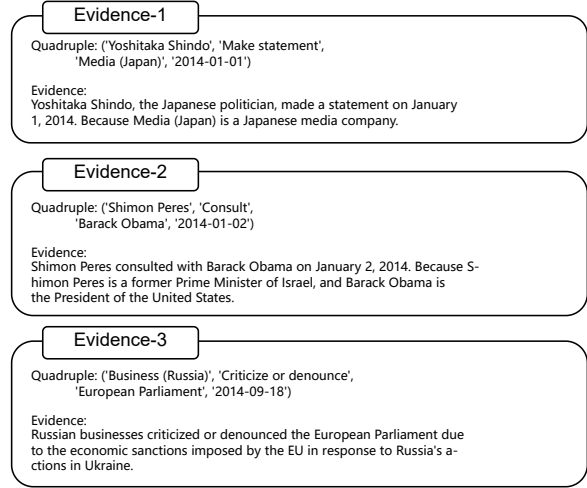 Evidence-1
Quadruple: ('Yoshitaka Shindo', 'Make statement',
'Media (Japan)', '2014-01-01')
Evidence:
Yoshitaka Shindo, the Japanese politician, made a statement on January
1, 2014. Because Media (Japan) is a Japanese media company.
Evidence-2
Quadruple: ('Shimon Peres', 'Consult',
'Barack Obama', '2014-01-02')
Evidence:
Shimon Peres consulted with Barack Obama on January 2, 2014. Because S-
himon Peres is a former Prime Minister of Israel, and Barack Obama is
the President of the United States.
Evidence-3
Quadruple: ('Business (Russia)', 'Criticize or denounce',
'European Parliament', '2014-09-18')
Evidence:
Russian businesses criticized or denounced the European Parliament due
to the economic sanctions imposed by the EU in response to Russia's a-
ctions in Ukraine.